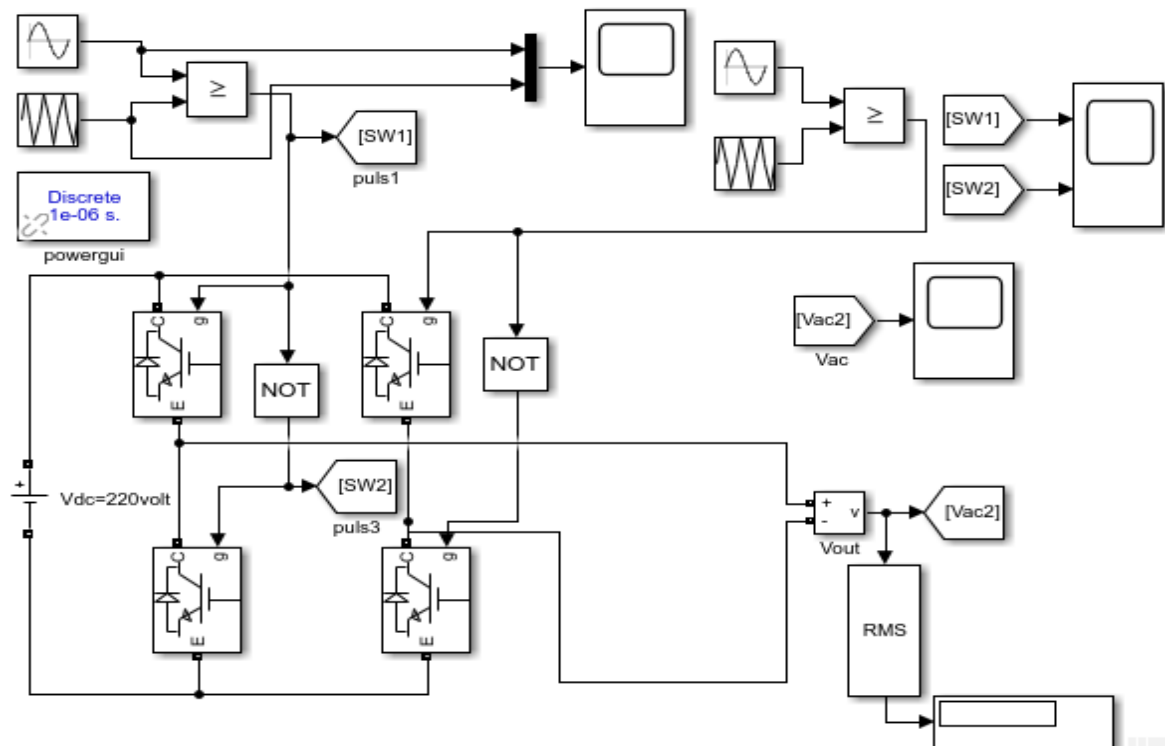 ≥
[SW1]
puls1
Discrete
1e-06 s.
powergui
≥
[SW1]
[SW2]
[Vac2]
Vac
C
g
E
NOT
C
g
E
NOT
+
Vdc=220volt
[SW2]
puls3
C
g
E
C
g
E
+
-
v
Vout
[Vac2]
RMS